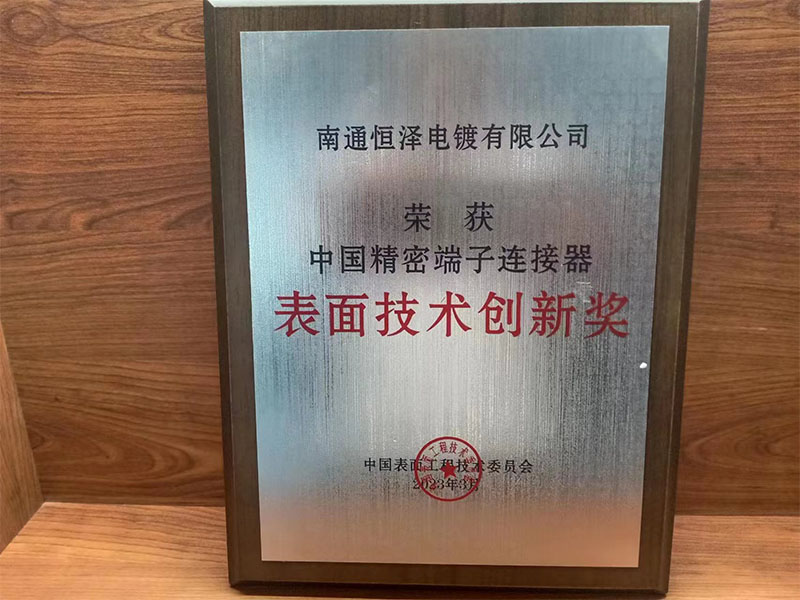 南通恒泽电镀有限公司
荣 获
中国精密端子连接器
表面技术创新奖
中国表面工程技术委员会
2023年3月